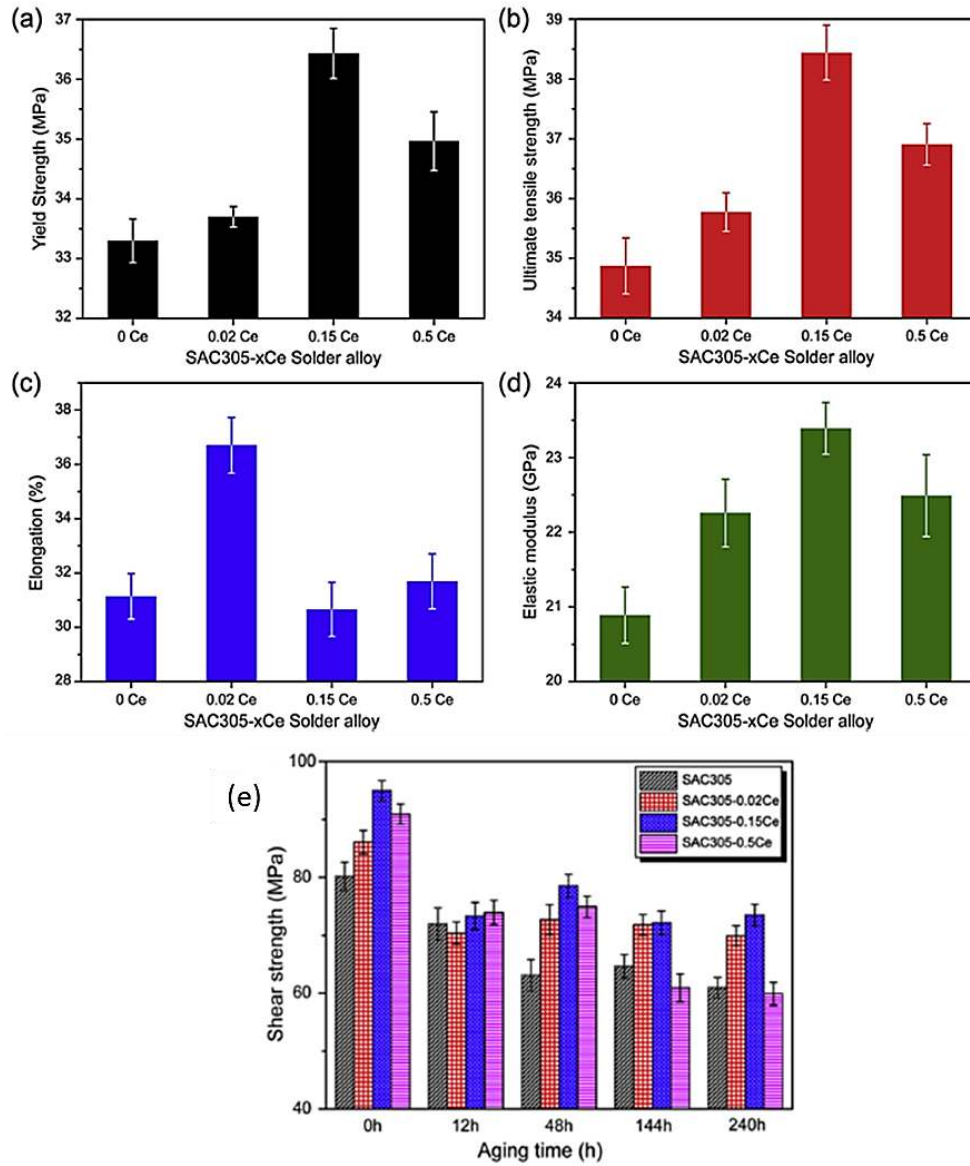 (a)
Yield Strength (MPa)
37
36
35
34
33
32
0 Ce 0.02 Ce 0.15 Ce 0.5 Ce
SAC305-xCe Solder alloy
(b)
Ultimate tensile strength (MPa)
39
38
37
36
35
34
0 Ce 0.02 Ce 0.15 Ce 0.5 Ce
SAC305-xCe Solder alloy
(c)
Elongation (%)
38
36
34
32
30
28
0 Ce 0.02 Ce 0.15 Ce 0.5 Ce
SAC305-xCe Solder alloy
(d)
Elastic modulus (GPa)
24
23
22
21
20
0 Ce 0.02 Ce 0.15 Ce 0.5 Ce
SAC305-xCe Solder alloy
(e)
Shear strength (MPa)
100
80
60
40
SAC305
SAC305-0.02Ce
SAC305-0.15Ce
SAC305-0.5Ce
0h 12h 48h 144h 240h
Aging time (h)